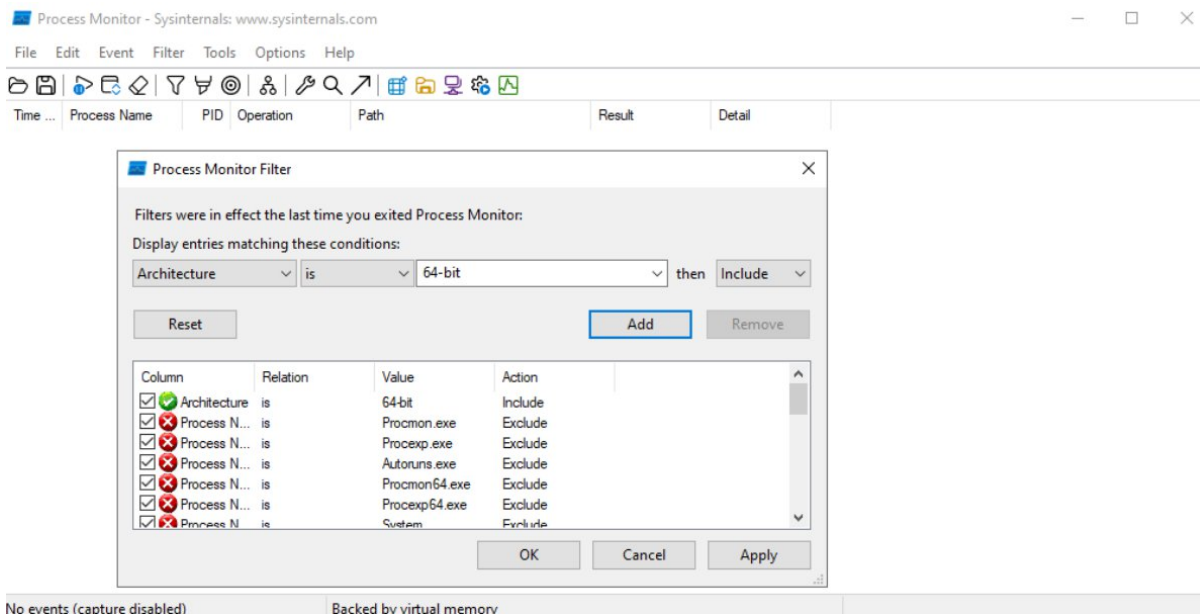 Process Monitor - Sysinternals: www.sysinternals.com
File Edit Event Filter Tools Options Help
Time ... Process Name PID Operation Path Result Detail
Process Monitor Filter
Filters were in effect the last time you exited Process Monitor:
Display entries matching these conditions:
Architecture is 64-bit then Include
Reset Add Remove
Column Relation Value Action
Architecture is 64-bit Include
Process N... is Procmon.exe Exclude
Process N... is Procexp.exe Exclude
Process N... is Autoruns.exe Exclude
Process N... is Procmon64.exe Exclude
Process N... is Procexp64.exe Exclude
Process N... is System Exclude
OK Cancel Apply
No events (capture disabled) Backed by virtual memory